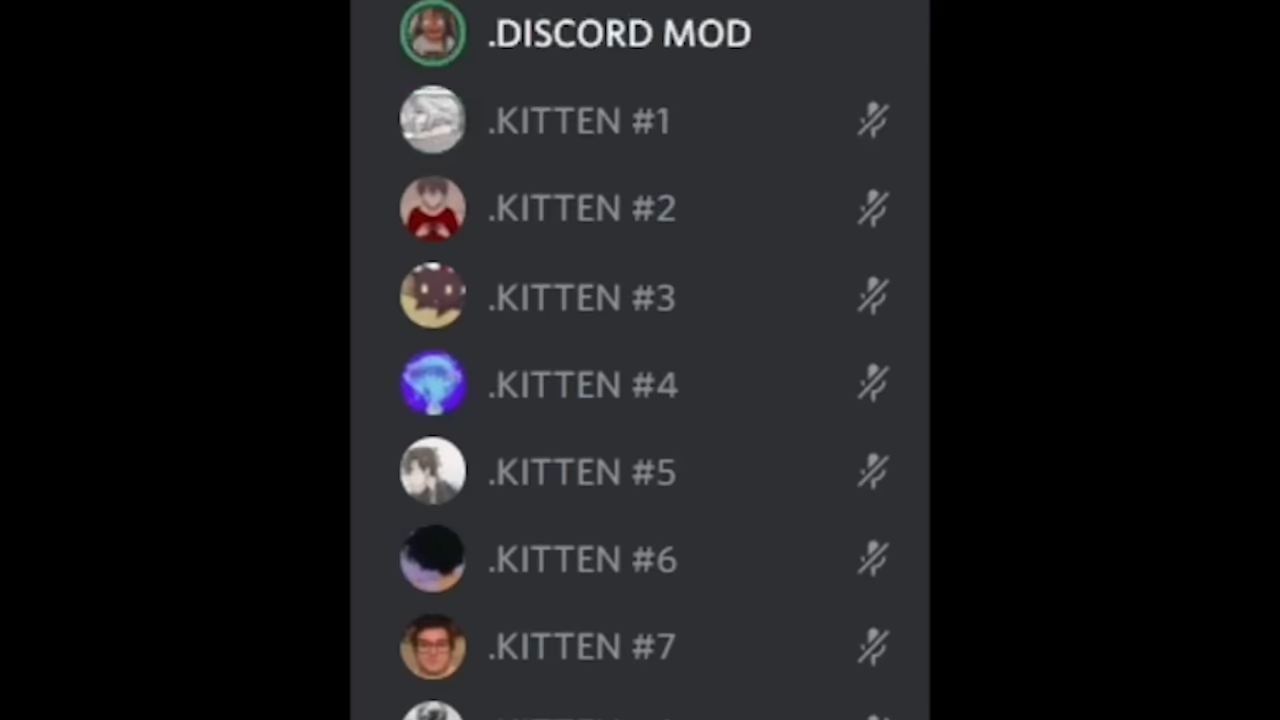 .DISCORD MOD
.KITTEN #1
.KITTEN #2
.KITTEN #3
.KITTEN #4
.KITTEN #5
.KITTEN #6
.KITTEN #7